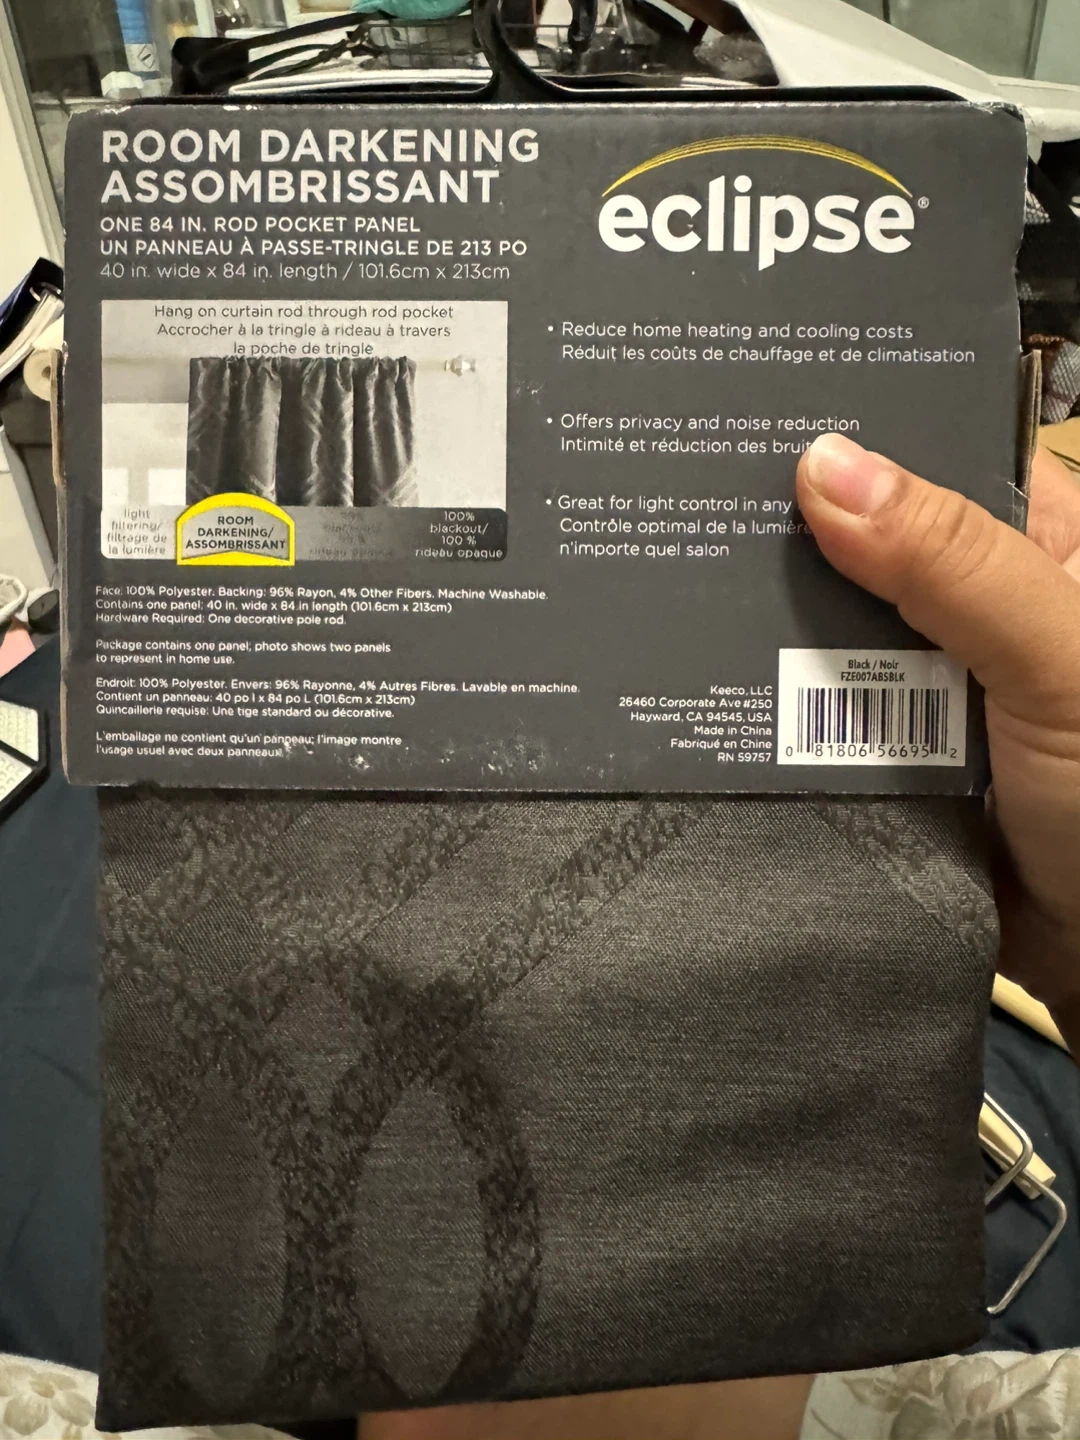 ROOM DARKENING
ASSOMBRISSANT
ONE 84 IN. ROD POCKET PANEL
UN PANNEAU À PASSE-TRINGLE DE 213 PO
40 in. wide x 84 in. length / 101.6cm x 213cm
eclipse®
Hang on curtain rod through rod pocket
Accrocher à la tringle à rideau à travers
la poche de tringle
light
filtering/
filtrage de
la lumière
ROOM
DARKENING/
ASSOMBRISSANT
100%
blackout/
100 %
rideau opaque
• Reduce home heating and cooling costs
Réduit les coûts de chauffage et de climatisation
• Offers privacy and noise reduction
Intimité et réduction des bruit
• Great for light control in any
Contrôle optimal de la lumière
n'importe quel salon
Face: 100% Polyester. Backing: 96% Rayon, 4% Other Fibers. Machine Washable.
Contains one panel: 40 in. wide x 84 in length (101.6cm x 213cm)
Hardware Required: One decorative pole rod.
Package contains one panel; photo shows two panels
to represent in home use.
Endroit: 100% Polyester. Envers: 96% Rayonne, 4% Autres Fibres. Lavable en machine.
Contient un panneau: 40 po l x 84 po L (101.6cm x 213cm)
Quincaillerie requise: Une tige standard ou décorative.
L'emballage ne contient qu'un panneau; l'image montre
l'usage usuel avec deux panneaux.
Keeco, LLC
26460 Corporate Ave #250
Hayward, CA 94545, USA
Made in China
Fabriqué en Chine
RN 59757
Black / Noir
FZE007ABSBLK
0 81806 56695 2